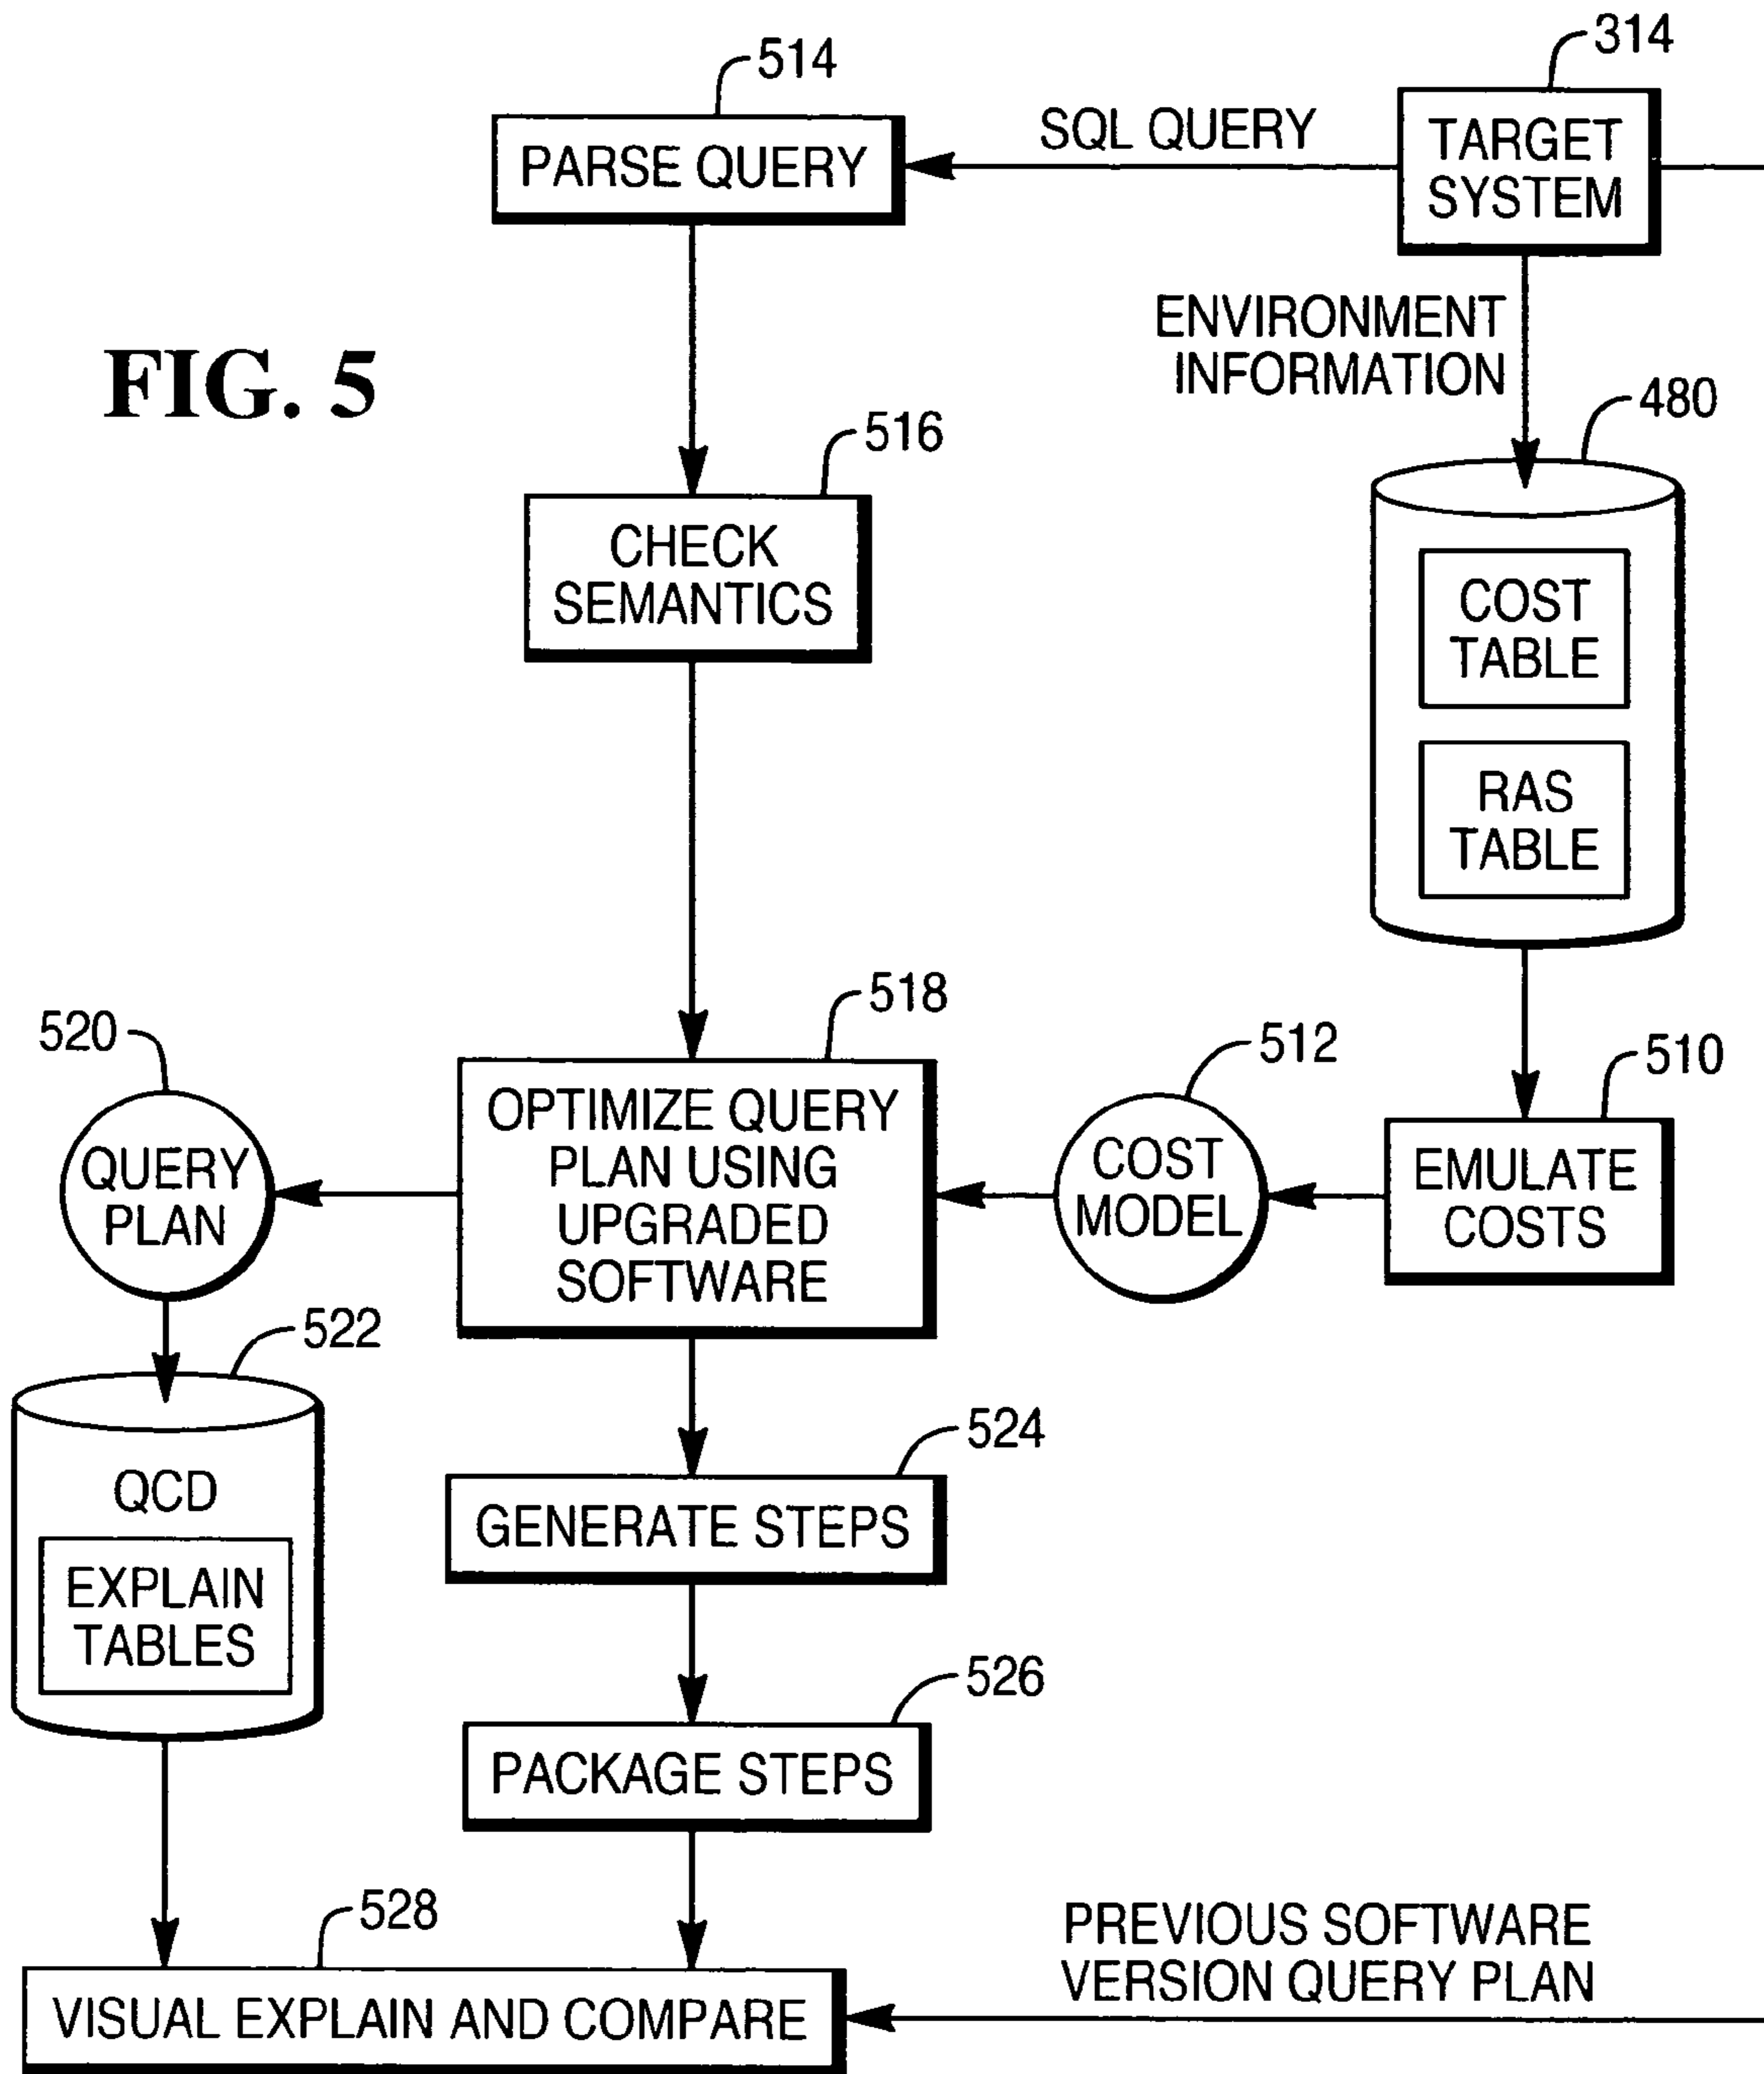 314
514
SQL QUERY
TARGET
SYSTEM
PARSE QUERY
ENVIRONMENT
INFORMATION
FIG. 5
480
516
CHECK
SEMANTICS
COST
TABLE
RAS
TABLE
518
520
512
510
OPTIMIZE QUERY
PLAN USING
UPGRADED
SOFTWARE
QUERY
PLAN
COST
MODEL
EMULATE
COSTS
522
524
QCD
GENERATE STEPS
EXPLAIN
TABLES
526
PACKAGE STEPS
528
PREVIOUS SOFTWARE
VERSION QUERY PLAN
VISUAL EXPLAIN AND COMPARE